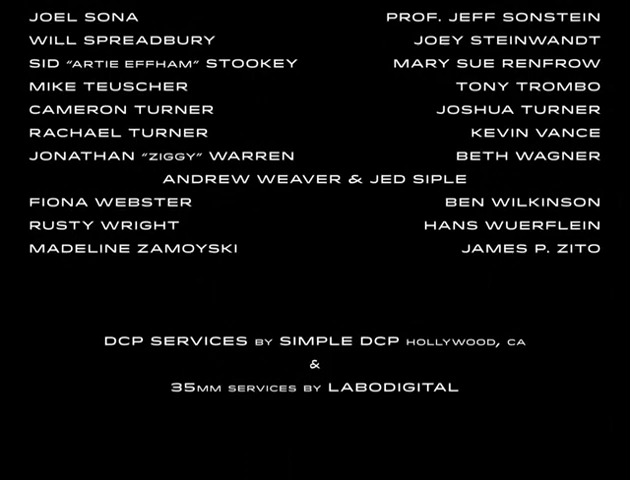 JOEL SONA PROF. JEFF SONSTEIN
WILL SPREADBURY JOEY STEINWANDT
SID "ARTIE EFFHAM" STOOKEY MARY SUE RENFROW
MIKE TEUSCHER TONY TROMBO
CAMERON TURNER JOSHUA TURNER
RACHAEL TURNER KEVIN VANCE
JONATHAN "ZIGGY" WARREN BETH WAGNER
ANDREW WEAVER & JED SIPLE
FIONA WEBSTER BEN WILKINSON
RUSTY WRIGHT HANS WUERFLEIN
MADELINE ZAMOYSKI JAMES P. ZITO
DCP SERVICES BY SIMPLE DCP HOLLYWOOD, CA
&
35MM SERVICES BY LABODIGITAL